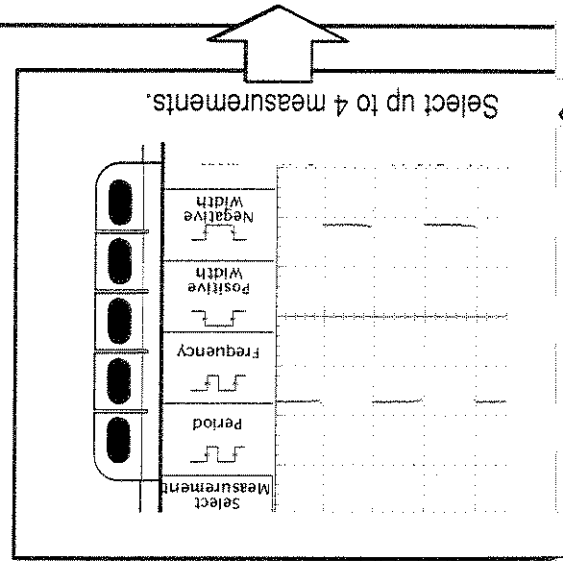 Select
Measurement
Period
Frequency
Positive
Width
Negative
Width
Select up to 4 measurements.